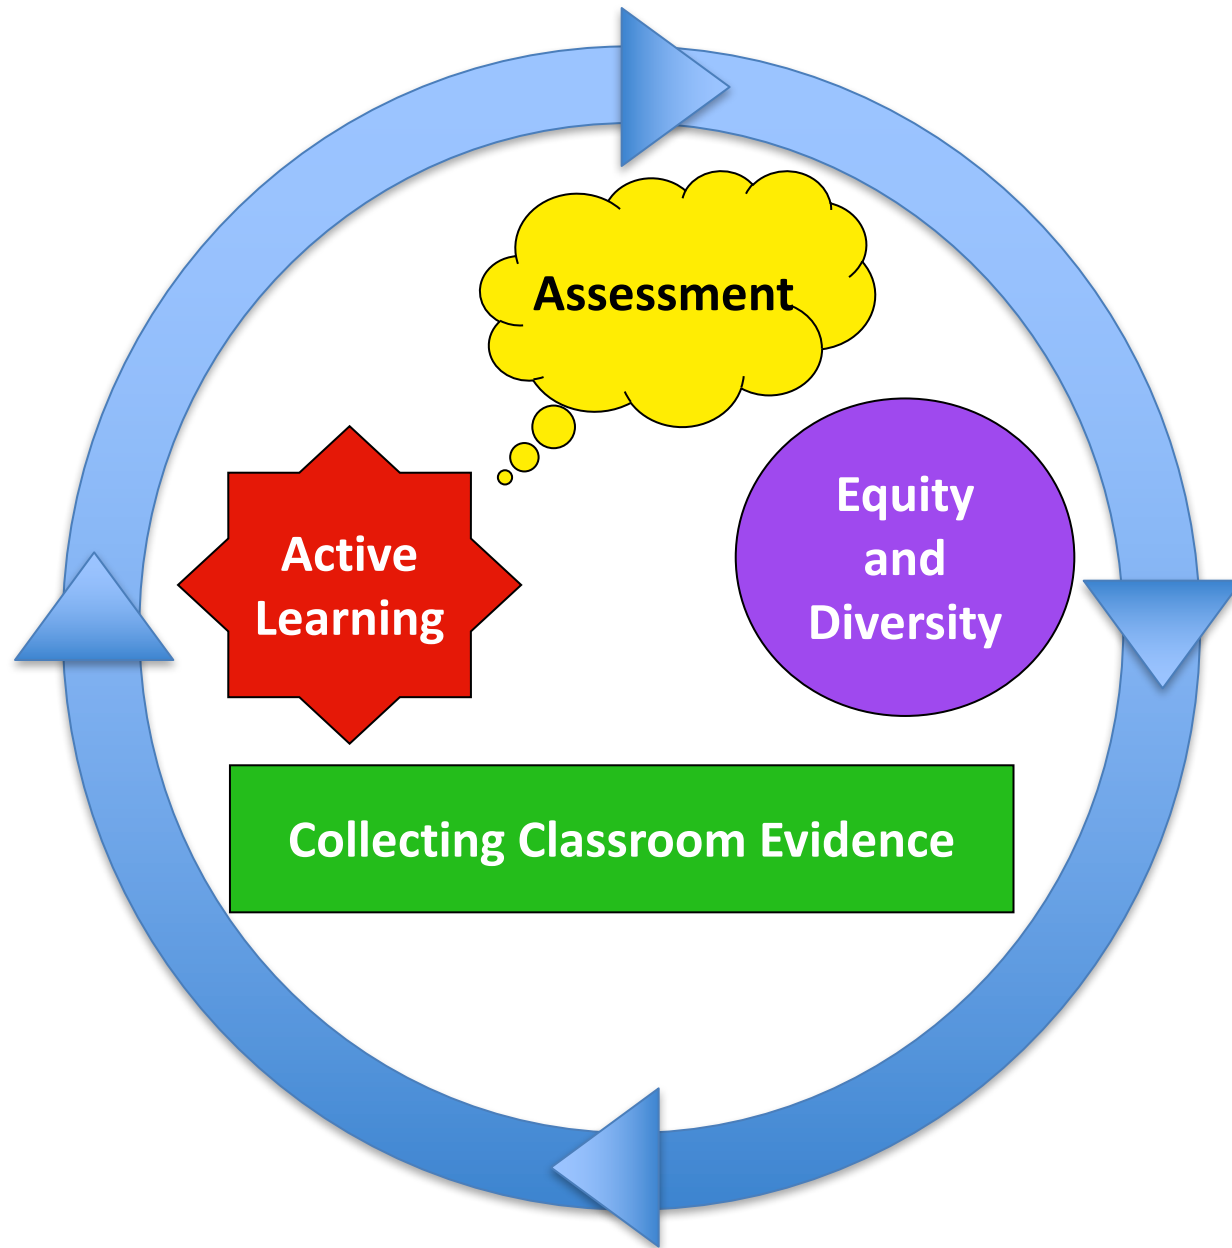 Assessment
Active
Learning
Equity
and
Diversity
Collecting Classroom Evidence